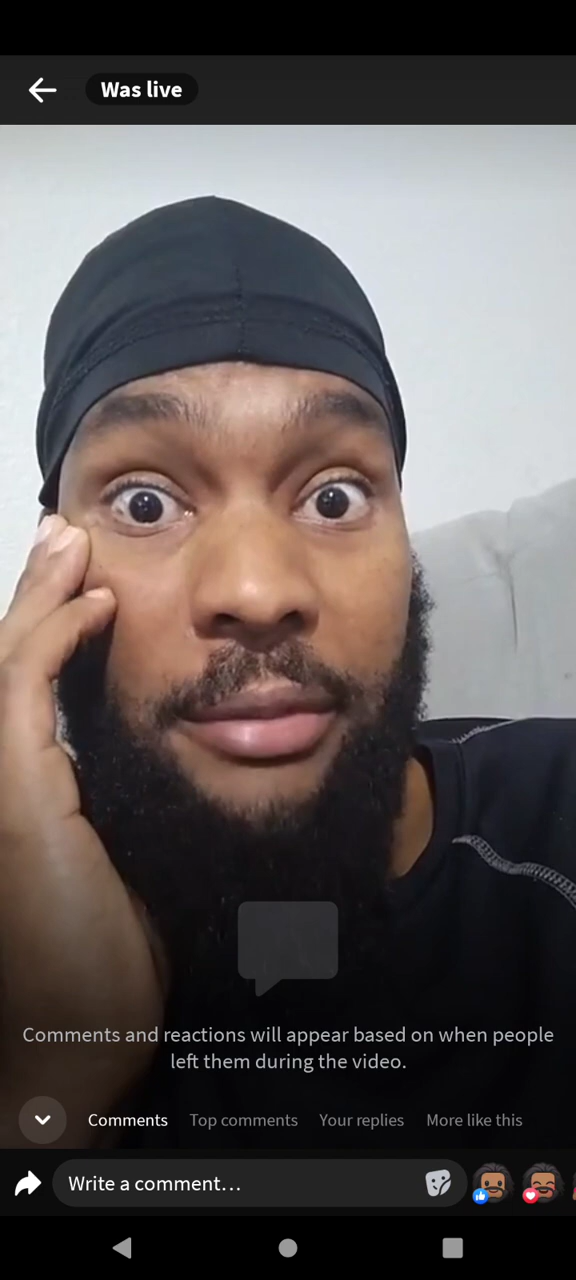 Was live
Comments and reactions will appear based on when people
left them during the video.
Comments Top comments Your replies More like this
Write a comment…